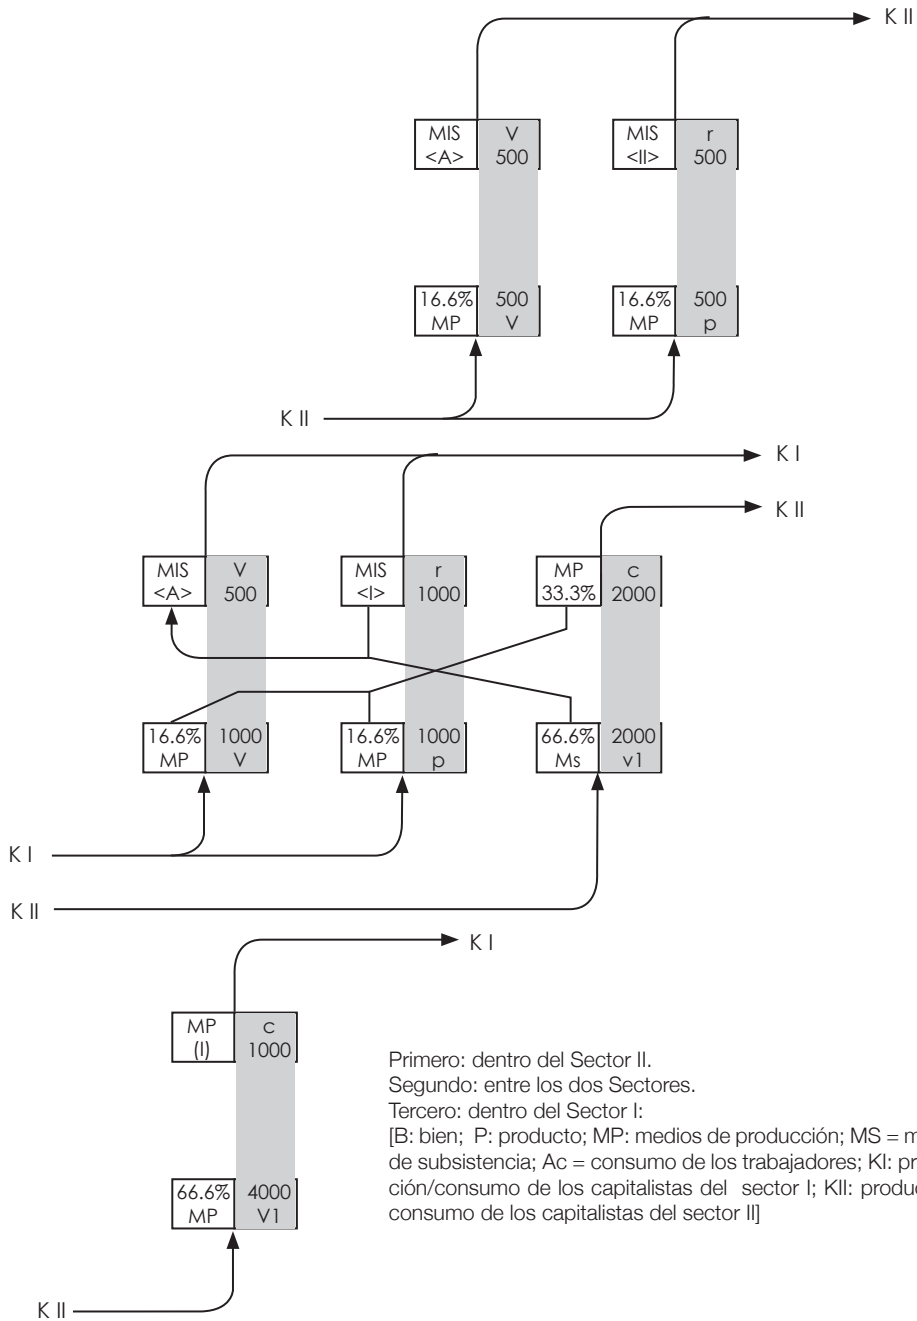 K II
MIS V MIS r
<A> 500 <II> 500
16.6% 500 16.6% 500
MP V MP p
K II
K I
K II
MIS V MIS r MP c
<A> 500 <I> 1000 33.3% 2000
16.6% 1000 16.6% 1000 66.6% 2000
MP V MP p Ms v1
K I
K II
K I
MP c
(I) 1000
66.6% 4000
MP V1
K II
Primero: dentro del Sector II.
Segundo: entre los dos Sectores.
Tercero: dentro del Sector I:
[B: bien; P: producto; MP: medios de producción; MS = m
de subsistencia; Ac = consumo de los trabajadores; KI: pr
ción/consumo de los capitalistas del sector I; KII: produc
consumo de los capitalistas del sector II]